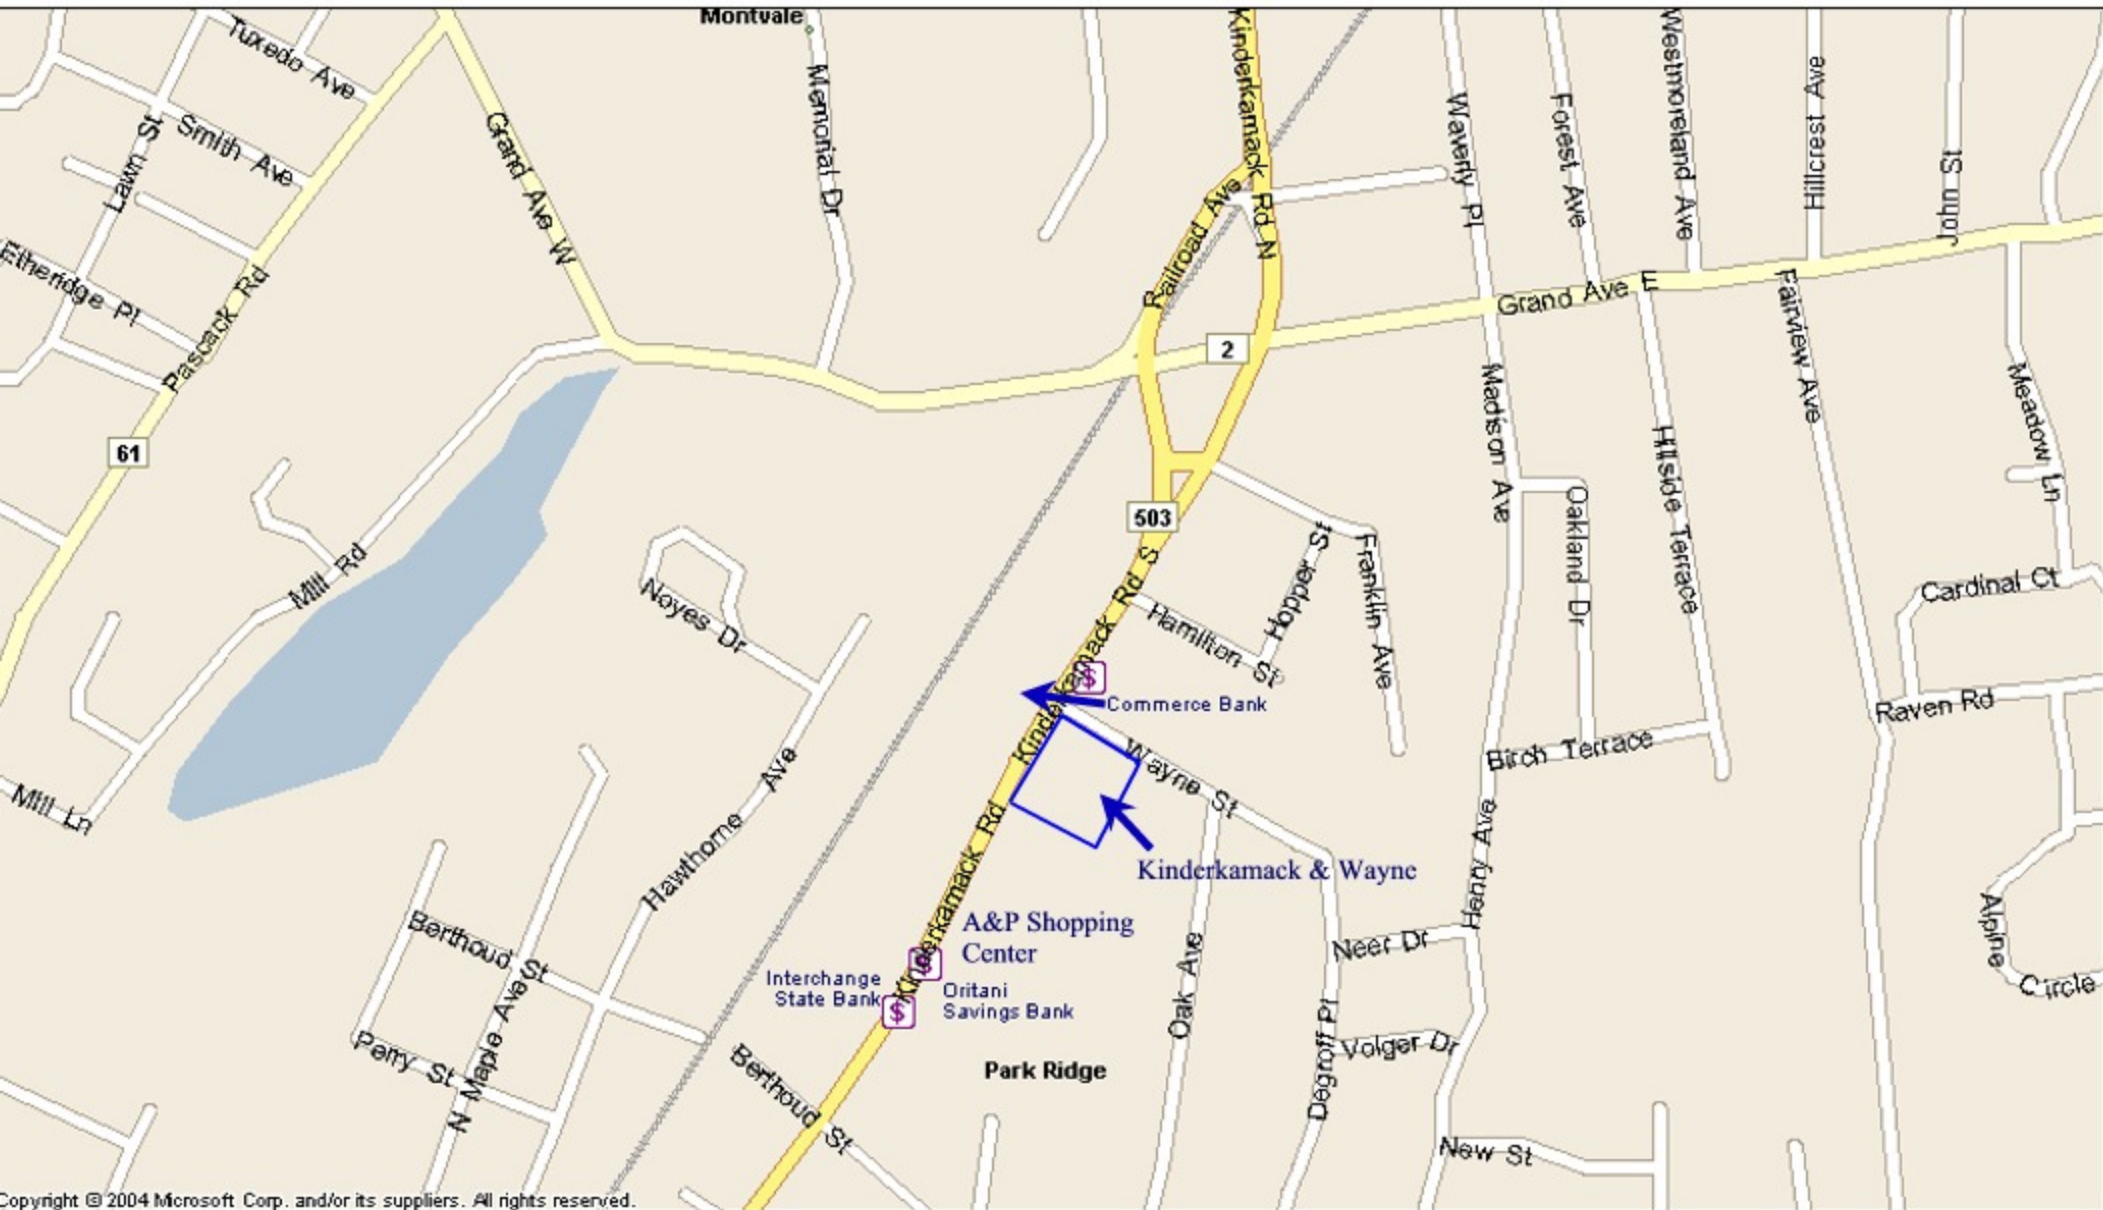 Montvale
Tuxedo Ave
Smith Ave
Lawn St
Etheridge Pl
Pascack Rd
61
Grand Ave W
Memorial Dr
Kinderkamack Rd N
Railroad Ave
2
Waverly Pl
Forest Ave
Westmoreland Ave
Hillcrest Ave
John St
Grand Ave E
Fairview Ave
Madison Ave
Meadow Ln
Hillside Terrace
Oakland Dr
503
Kinderkamack Rd S
Hopper St
Franklin Ave
Hamilton St
Mill Rd
Noyes Dr
Cardinal Ct
Raven Rd
$
Commerce Bank
Wayne St
Birch Terrace
Mill Ln
Hawthorne Ave
Kinderkamack Rd
Kinderkamack & Wayne
Henry Ave
A&P Shopping
Center
Berthoud St
Neer Dr
Alpine Circle
Interchange
State Bank
$
$
Oritani
Savings Bank
Oak Ave
Degroff Pl
Volger Dr
Perry St
N Maple Ave
Berthoud St
Park Ridge
New St
Copyright © 2004 Microsoft Corp. and/or its suppliers. All rights reserved.